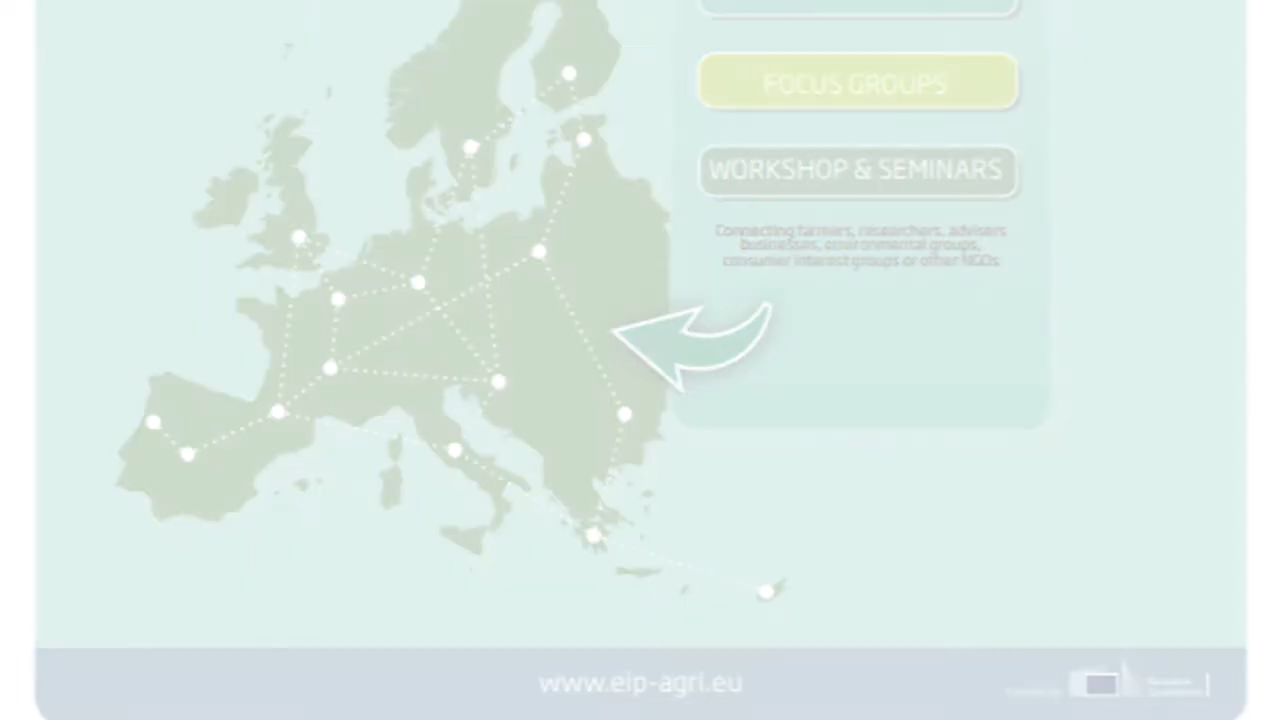 FOCUS GROUPS
WORKSHOP & SEMINARS
Connecting farmers, researchers, advisers
businesses, environmental groups,
consumer interest groups or other NGOs
www.eip-agri.eu